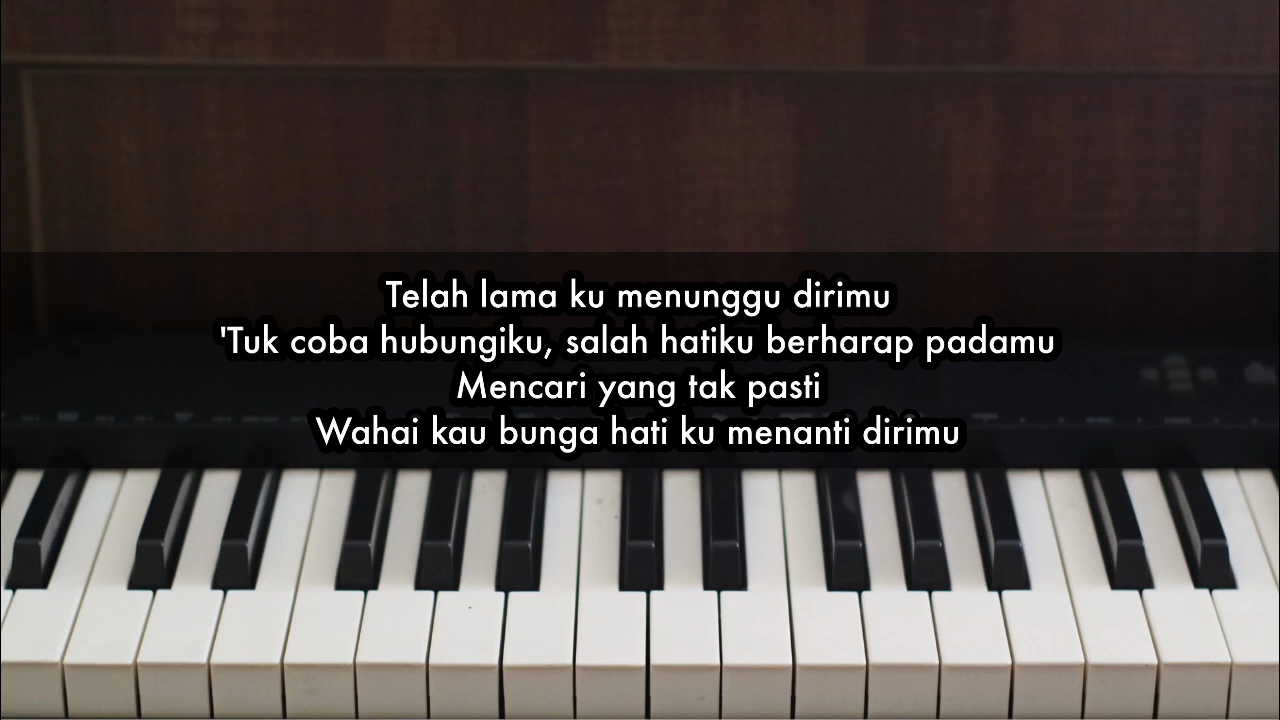 Telah lama ku menunggu dirimu
'Tuk coba hubungiku, salah hatiku berharap padamu
Mencari yang tak pasti
Wahai kau bunga hati ku menanti dirimu